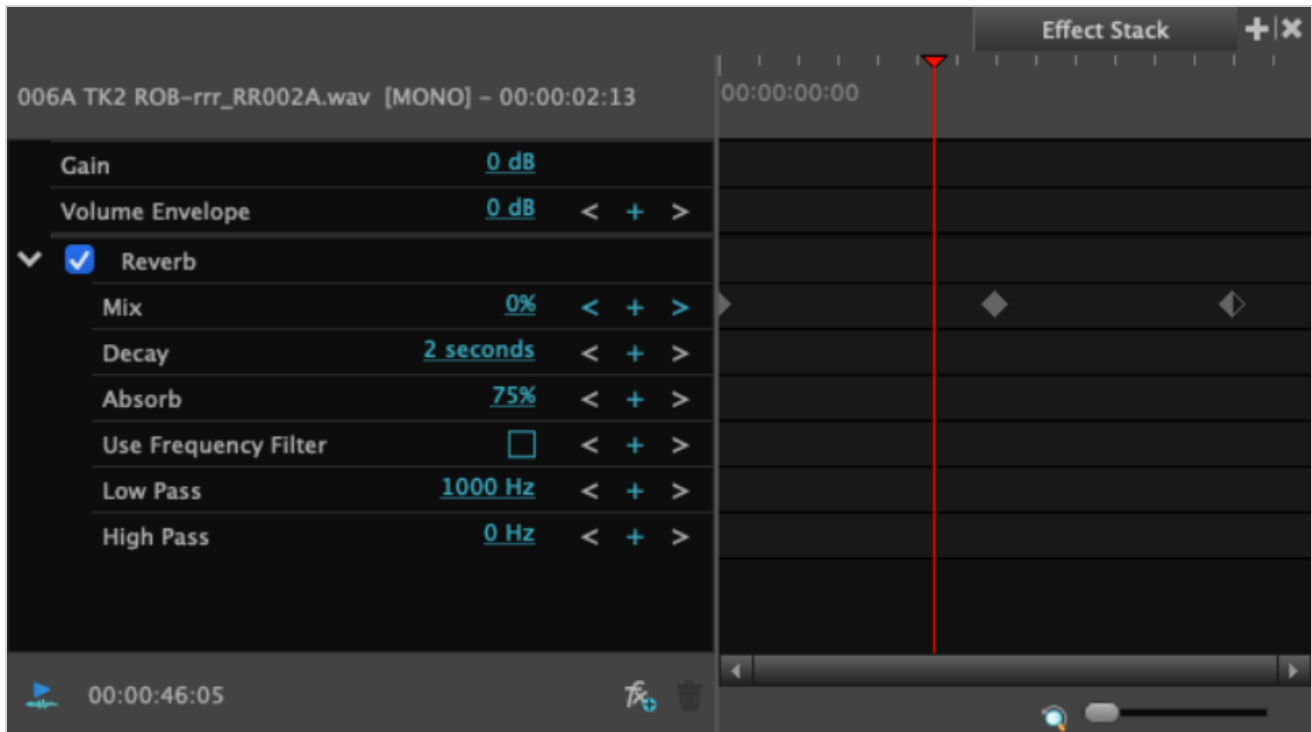 Effect Stack
006A TK2 ROB-rrr_RR002A.wav [MONO] - 00:00:02:13
00:00:00:00
Gain 0 dB
Volume Envelope 0 dB < + >
Reverb
Mix 0% < + >
Decay 2 seconds < + >
Absorb 75% < + >
Use Frequency Filter < + >
Low Pass 1000 Hz < + >
High Pass 0 Hz < + >
00:00:46:05 fx